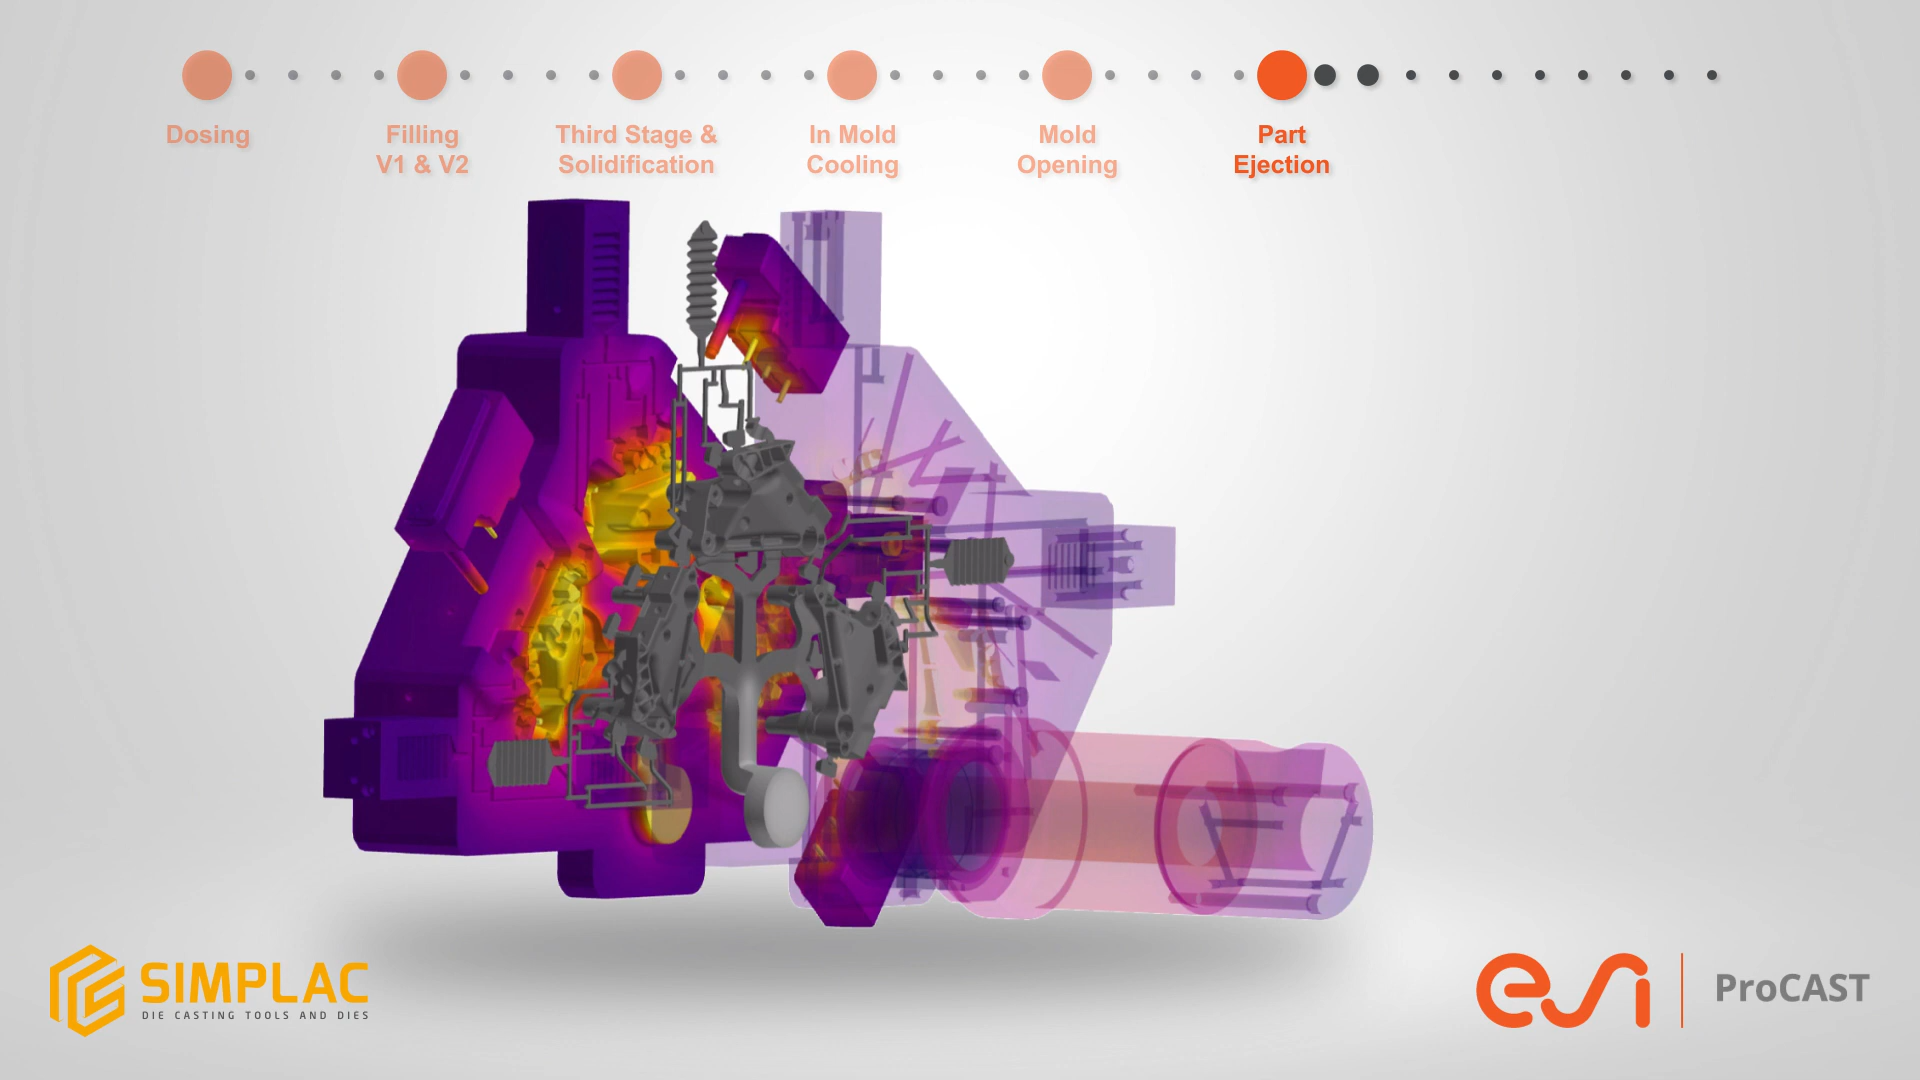 Dosing
Filling
V1 & V2
Third Stage &
Solidification
In Mold
Cooling
Mold
Opening
Part
Ejection
SIMPLAC
DIE CASTING TOOLS AND DIES
esi
ProCAST